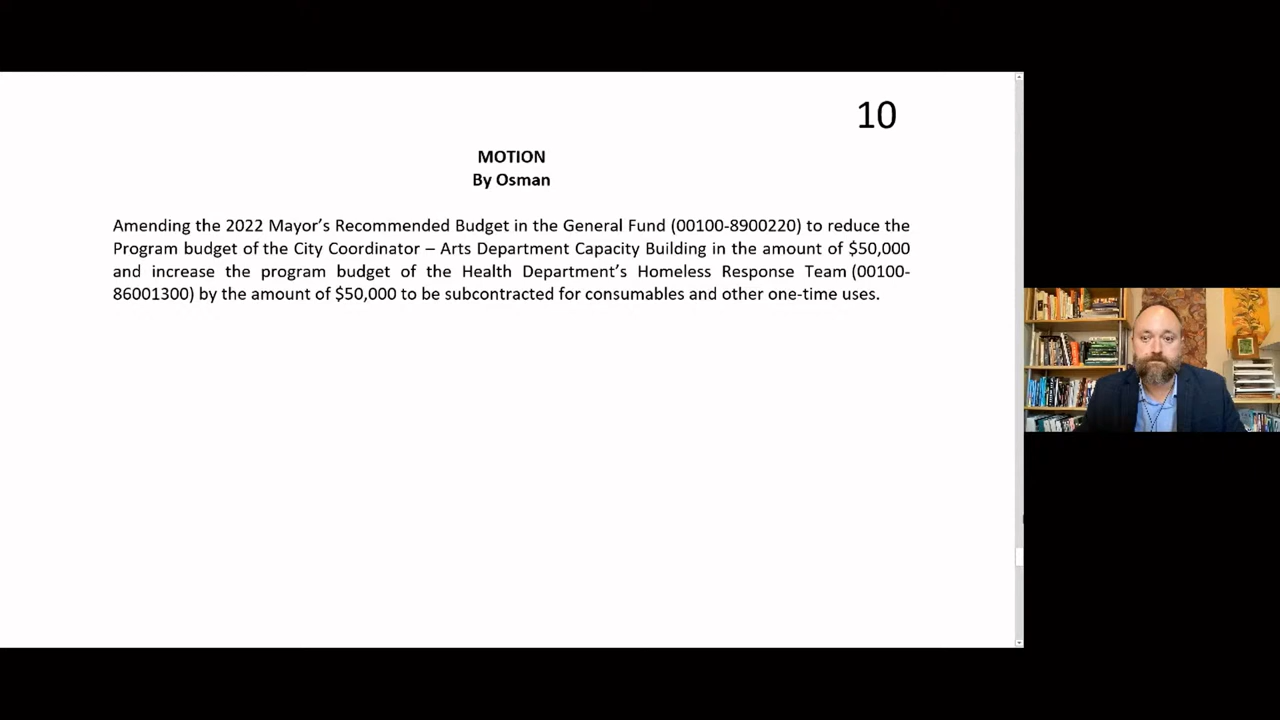 10
MOTION
By Osman
Amending the 2022 Mayor’s Recommended Budget in the General Fund (00100-8900220) to reduce the
Program budget of the City Coordinator – Arts Department Capacity Building in the amount of $50,000
and increase the program budget of the Health Department’s Homeless Response Team (00100-
86001300) by the amount of $50,000 to be subcontracted for consumables and other one-time uses.